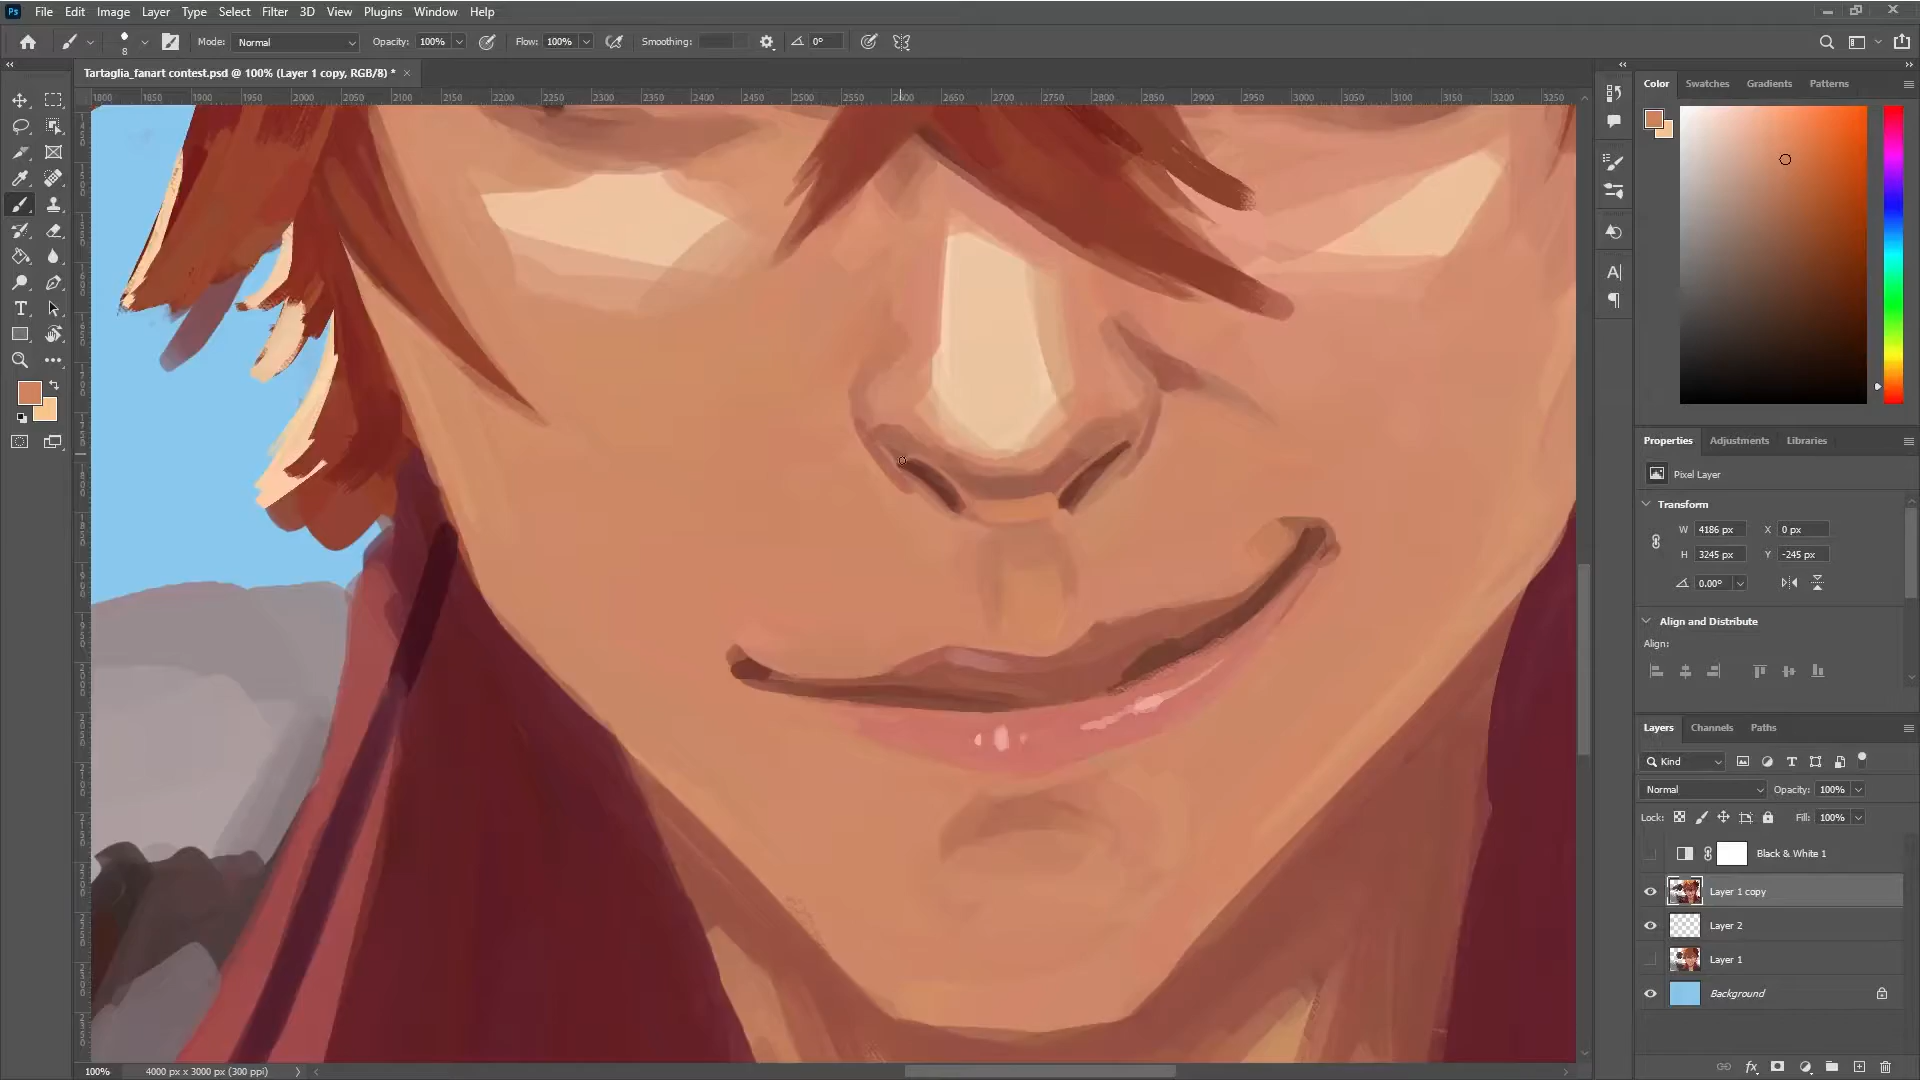 Ps File Edit Image Layer Type Select Filter 3D View Plugins Window Help
8 Mode: Normal Opacity: 100% Flow: 100% Smoothing: 0°
Tartaglia_fanart contest.psd @ 100% (Layer 1 copy, RGB/8) * ×
1800 1850 1900 1950 2000 2050 2100 2150 2200 2250 2300 2350 2400 2450 2500 2550 2600 2650 2700 2750 2800 2850 2900 2950 3000 3050 3100 3150 3200 3250
Color Swatches Gradients Patterns
Properties Adjustments Libraries
Pixel Layer
Transform
W 4186 px X 0 px
H 3245 px Y -245 px
0.00°
Align and Distribute
Align:
Layers Channels Paths
Kind
Normal Opacity: 100%
Lock: Fill: 100%
Black & White 1
Layer 1 copy
Layer 2
Layer 1
Background
100% 4000 px x 3000 px (300 ppi)